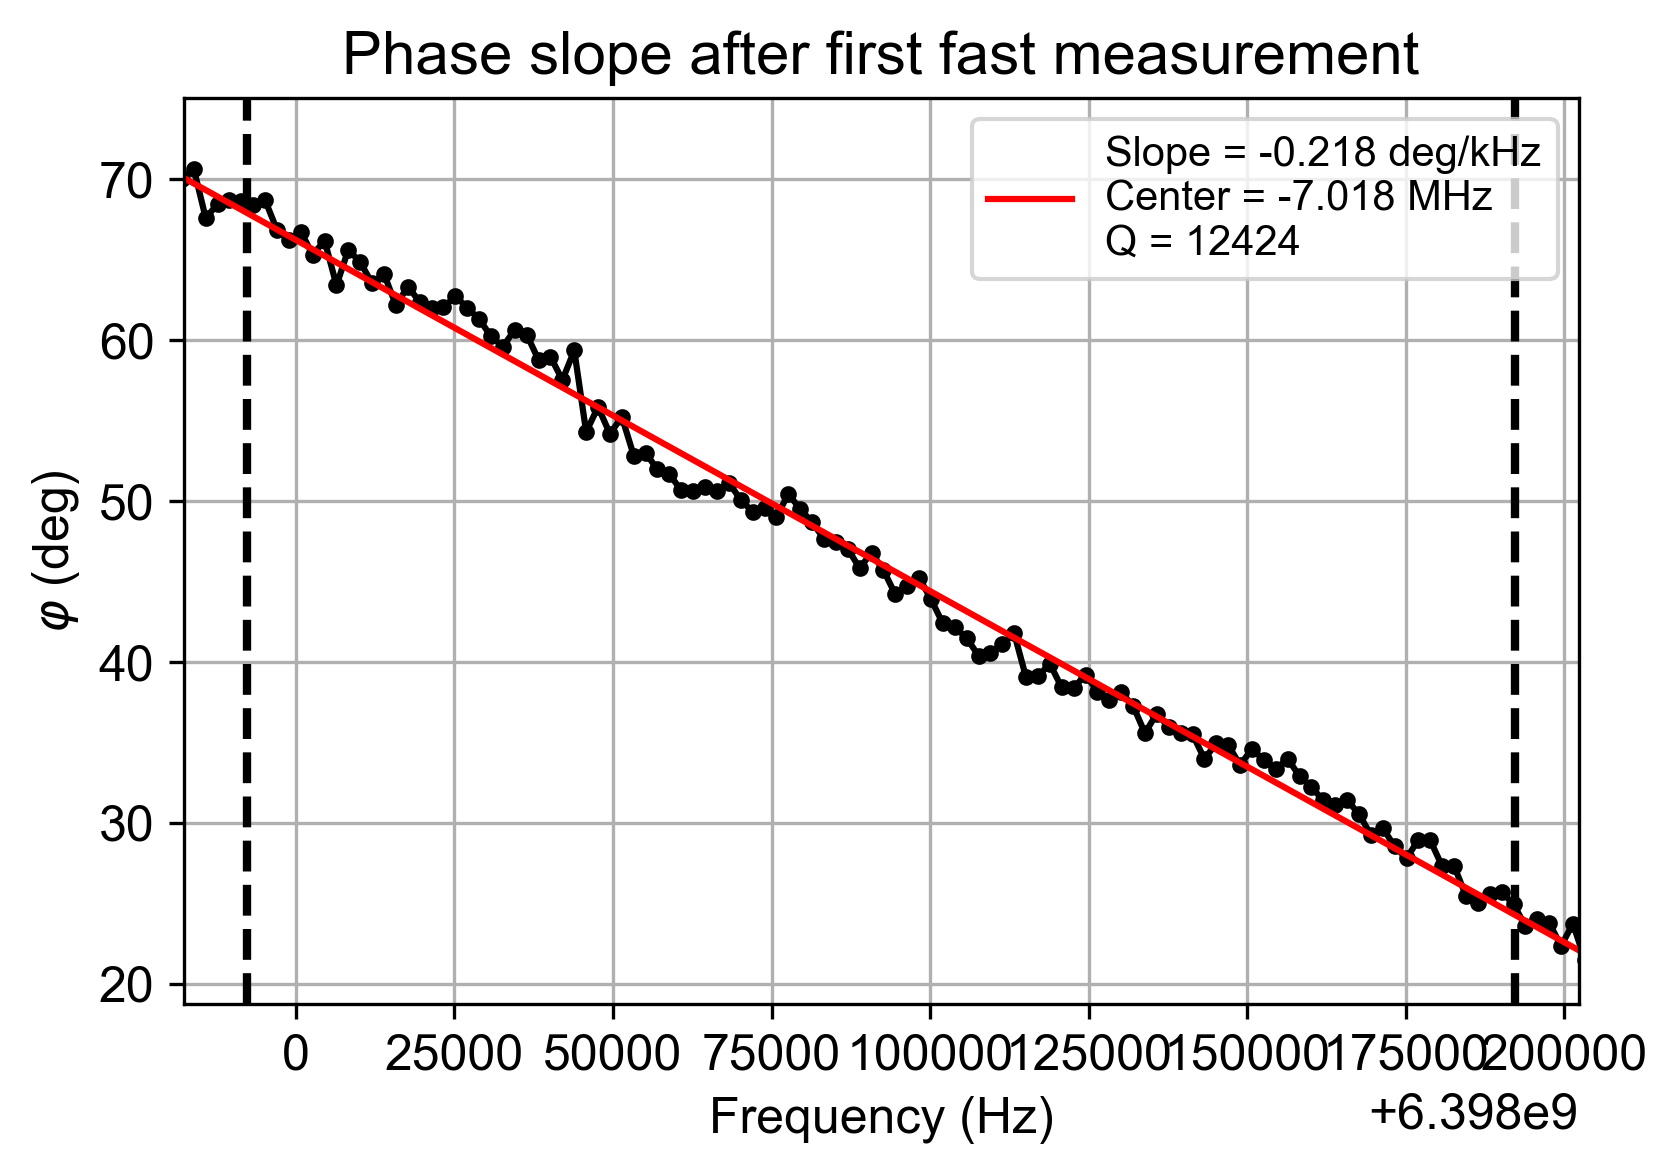 Phase slope after first fast measurement
Slope = -0.218 deg/kHz
Center = -7.018 MHz
Q = 12424
70
60
50
40
30
20
φ (deg)
0 25000 50000 75000 100000 125000 150000 175000 200000
Frequency (Hz)
+6.398e9